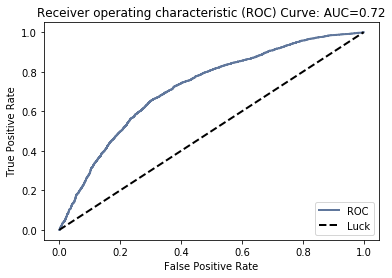 Receiver operating characteristic (ROC) Curve: AUC=0.72
True Positive Rate
1.0
0.8
0.6
0.4
0.2
0.0
ROC
Luck
0.0 0.2 0.4 0.6 0.8 1.0
False Positive Rate